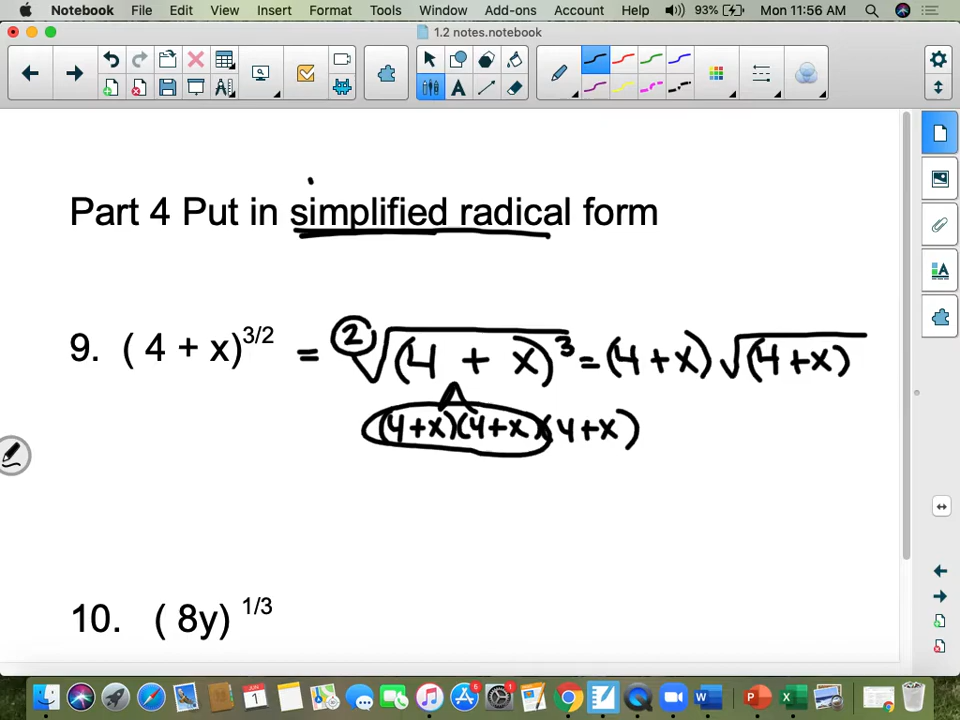 Notebook File Edit View Insert Format Tools Window Add-ons Account Help 93% Mon 11:56 AM
1.2 notes.notebook
Part 4 Put in simplified radical form
9. ( 4 + x)^3/2 = ²√(4 + x)³ = (4+x) √(4+x)
(4+x)(4+x)(4+x)
10. ( 8y) ^1/3